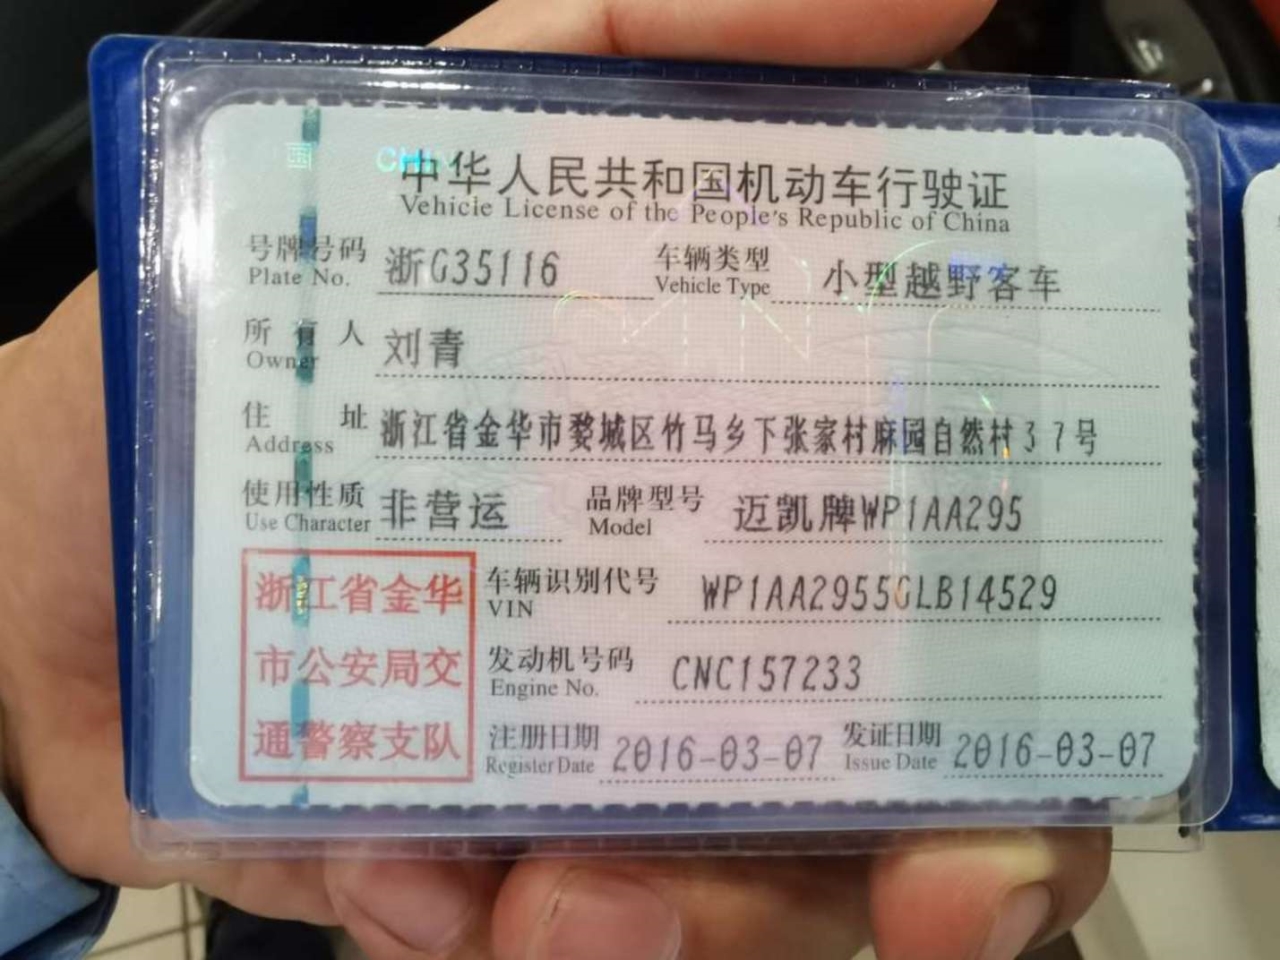 中华人民共和国机动车行驶证
Vehicle License of the People's Republic of China
号牌号码 浙G35116 车辆类型 小型越野客车
Plate No. Vehicle Type
所有人 刘青
Owner
住址 浙江省金华市婺城区竹马乡下张家村麻园自然村37号
Address
使用性质 非营运 品牌型号 迈凯牌WP1AA295
Use Character Model
浙江省金华 车辆识别代号 WP1AA2955GLB14529
VIN
市公安局交 发动机号码 CNC157233
Engine No.
通警察支队 注册日期 2016-03-07 发证日期 2016-03-07
Register Date Issue Date